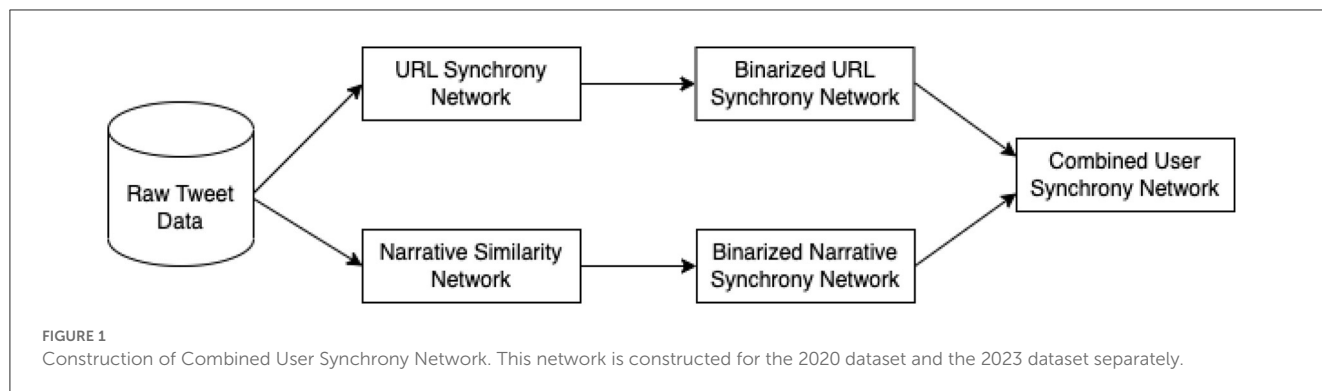 URL Synchrony
Network
Binarized URL
Synchrony Network
Raw Tweet
Data
Combined User
Synchrony Network
Narrative Similarity
Network
Binarized Narrative
Synchrony Network
FIGURE 1
Construction of Combined User Synchrony Network. This network is constructed for the 2020 dataset and the 2023 dataset separately.